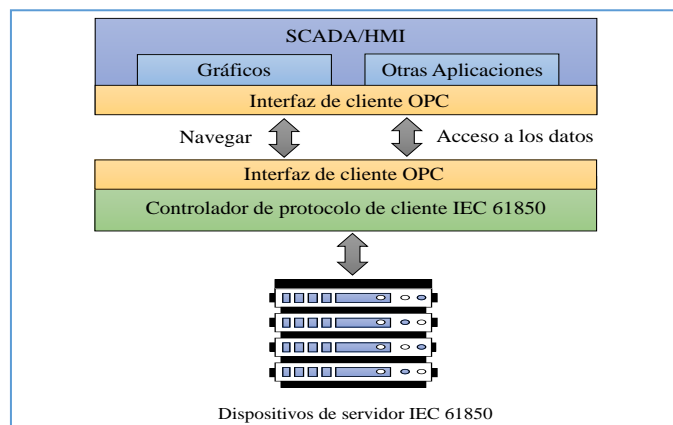 SCADA/HMI
Gráficos
Otras Aplicaciones
Interfaz de cliente OPC
Navegar
Acceso a los datos
Interfaz de cliente OPC
Controlador de protocolo de cliente IEC 61850
Dispositivos de servidor IEC 61850